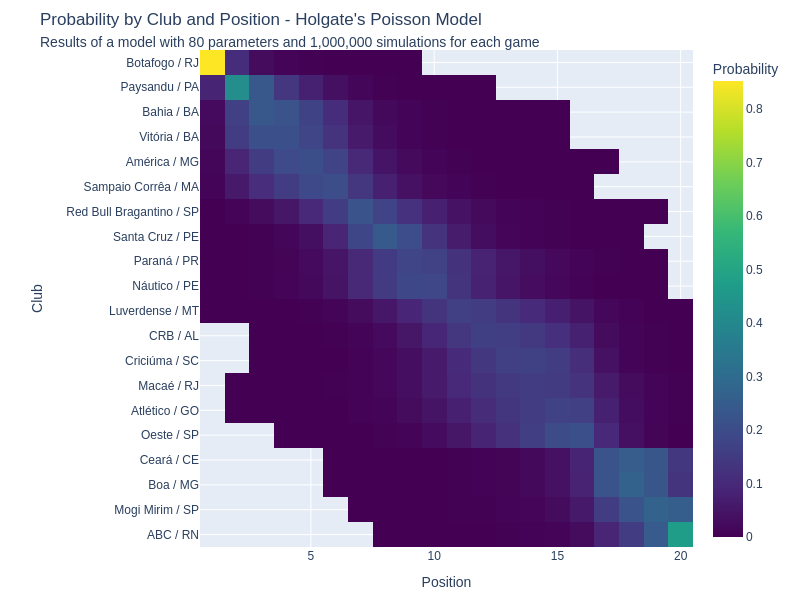 Probability by Club and Position - Holgate's Poisson Model
Results of a model with 80 parameters and 1,000,000 simulations for each game
Botafogo / RJ
Paysandu / PA
Bahia / BA
Vitória / BA
América / MG
Sampaio Corrêa / MA
Red Bull Bragantino / SP
Santa Cruz / PE
Paraná / PR
Náutico / PE
Luverdense / MT
CRB / AL
Criciúma / SC
Macaé / RJ
Atlético / GO
Oeste / SP
Ceará / CE
Boa / MG
Mogi Mirim / SP
ABC / RN
Club
5
10
15
20
Position
Probability
0.8
0.7
0.6
0.5
0.4
0.3
0.2
0.1
0